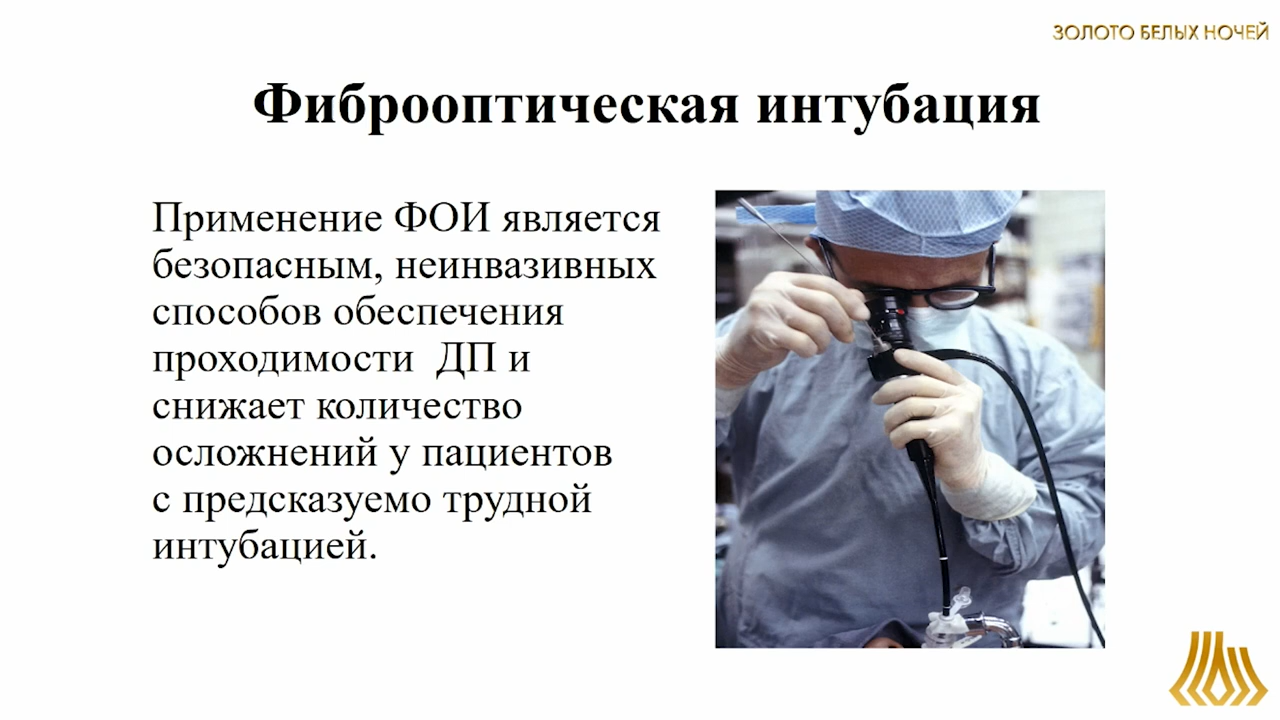 ЗОЛОТО БЕЛЫХ НОЧЕЙ
Фиброоптическая интубация
Применение ФОИ является
безопасным, неинвазивных
способов обеспечения
проходимости ДП и
снижает количество
осложнений у пациентов
с предсказуемо трудной
интубацией.